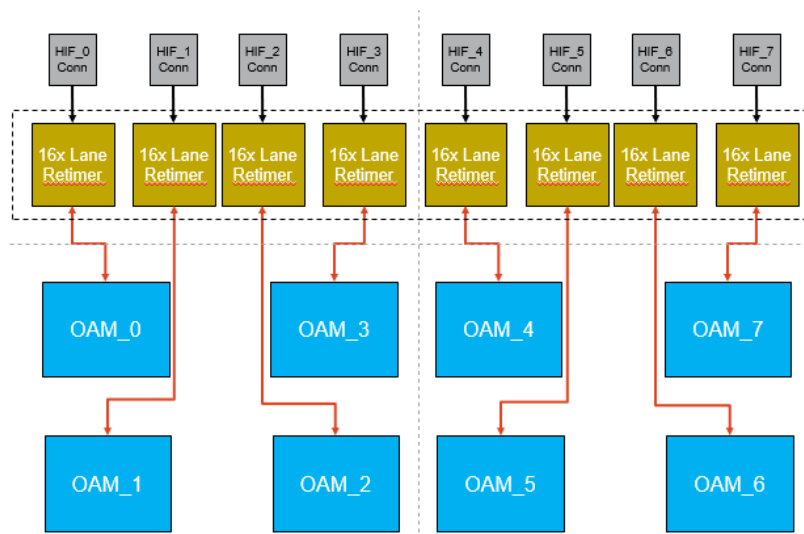 HIF_0
Conn
HIF_1
Conn
HIF_2
Conn
HIF_3
Conn
HIF_4
Conn
HIF_5
Conn
HIF_6
Conn
HIF_7
Conn
16x Lane
Retimer
16x Lane
Retimer
16x Lane
Retimer
16x Lane
Retimer
16x Lane
Retimer
16x Lane
Retimer
16x Lane
Retimer
16x Lane
Retimer
OAM_0
OAM_3
OAM_4
OAM_7
OAM_1
OAM_2
OAM_5
OAM_6